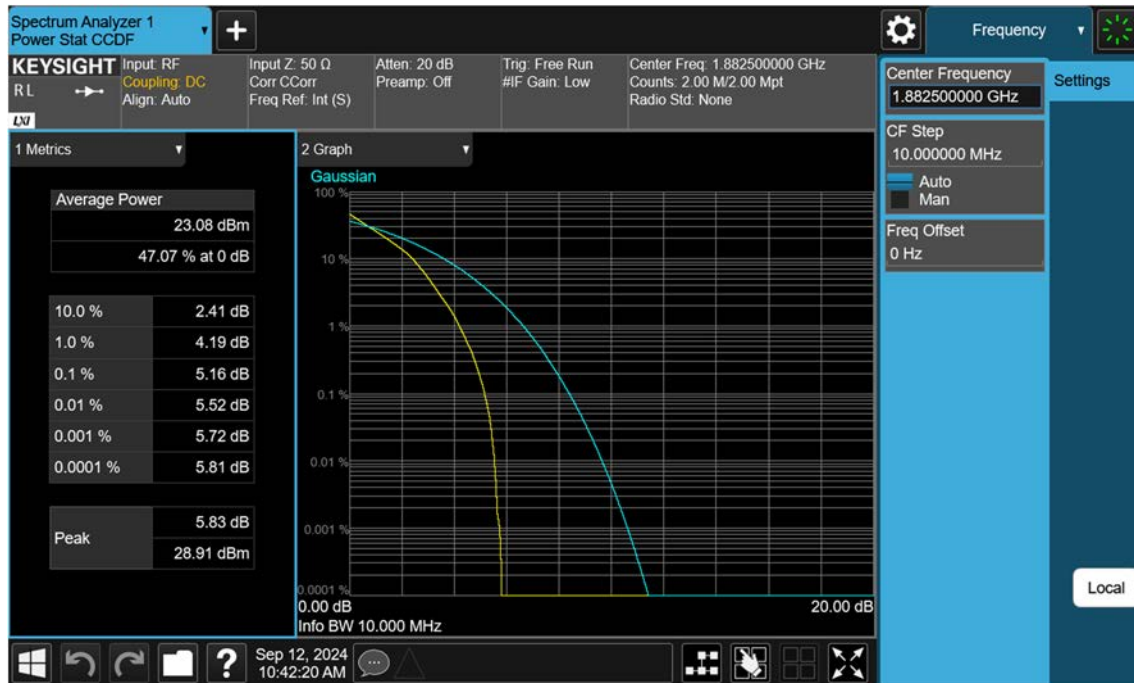 Spectrum Analyzer 1
Power Stat CCDF
+
Frequency
KEYSIGHT
R L
LXI
Input: RF
Coupling: DC
Align: Auto
Input Z: 50 Ω
Corr CCorr
Freq Ref: Int (S)
Atten: 20 dB
Preamp: Off
Trig: Free Run
#IF Gain: Low
Center Freq: 1.882500000 GHz
Counts: 2.00 M/2.00 Mpt
Radio Std: None
Center Frequency
1.882500000 GHz
Settings
CF Step
10.000000 MHz
Auto
Man
Freq Offset
0 Hz
1 Metrics
Average Power
23.08 dBm
47.07 % at 0 dB
10.0 % 2.41 dB
1.0 % 4.19 dB
0.1 % 5.16 dB
0.01 % 5.52 dB
0.001 % 5.72 dB
0.0001 % 5.81 dB
Peak
5.83 dB
28.91 dBm
2 Graph
Gaussian
100 %
10 %
1 %
0.1 %
0.01 %
0.001 %
0.0001 %
0.00 dB 20.00 dB
Info BW 10.000 MHz
Local
?
Sep 12, 2024
10:42:20 AM